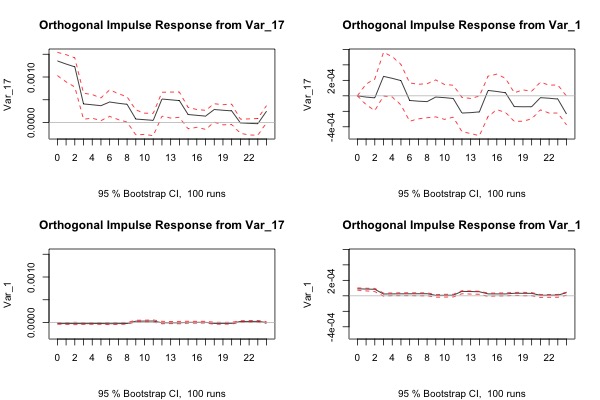 Orthogonal Impulse Response from Var_17
Var_17
0.0000 0.0010
0 2 4 6 8 10 13 16 19 22
95 % Bootstrap CI, 100 runs
Orthogonal Impulse Response from Var_1
Var_17
-4e-04 2e-04
0 2 4 6 8 10 13 16 19 22
95 % Bootstrap CI, 100 runs
Orthogonal Impulse Response from Var_17
Var_1
0.0000 0.0010
0 2 4 6 8 10 13 16 19 22
95 % Bootstrap CI, 100 runs
Orthogonal Impulse Response from Var_1
Var_1
-4e-04 2e-04
0 2 4 6 8 10 13 16 19 22
95 % Bootstrap CI, 100 runs